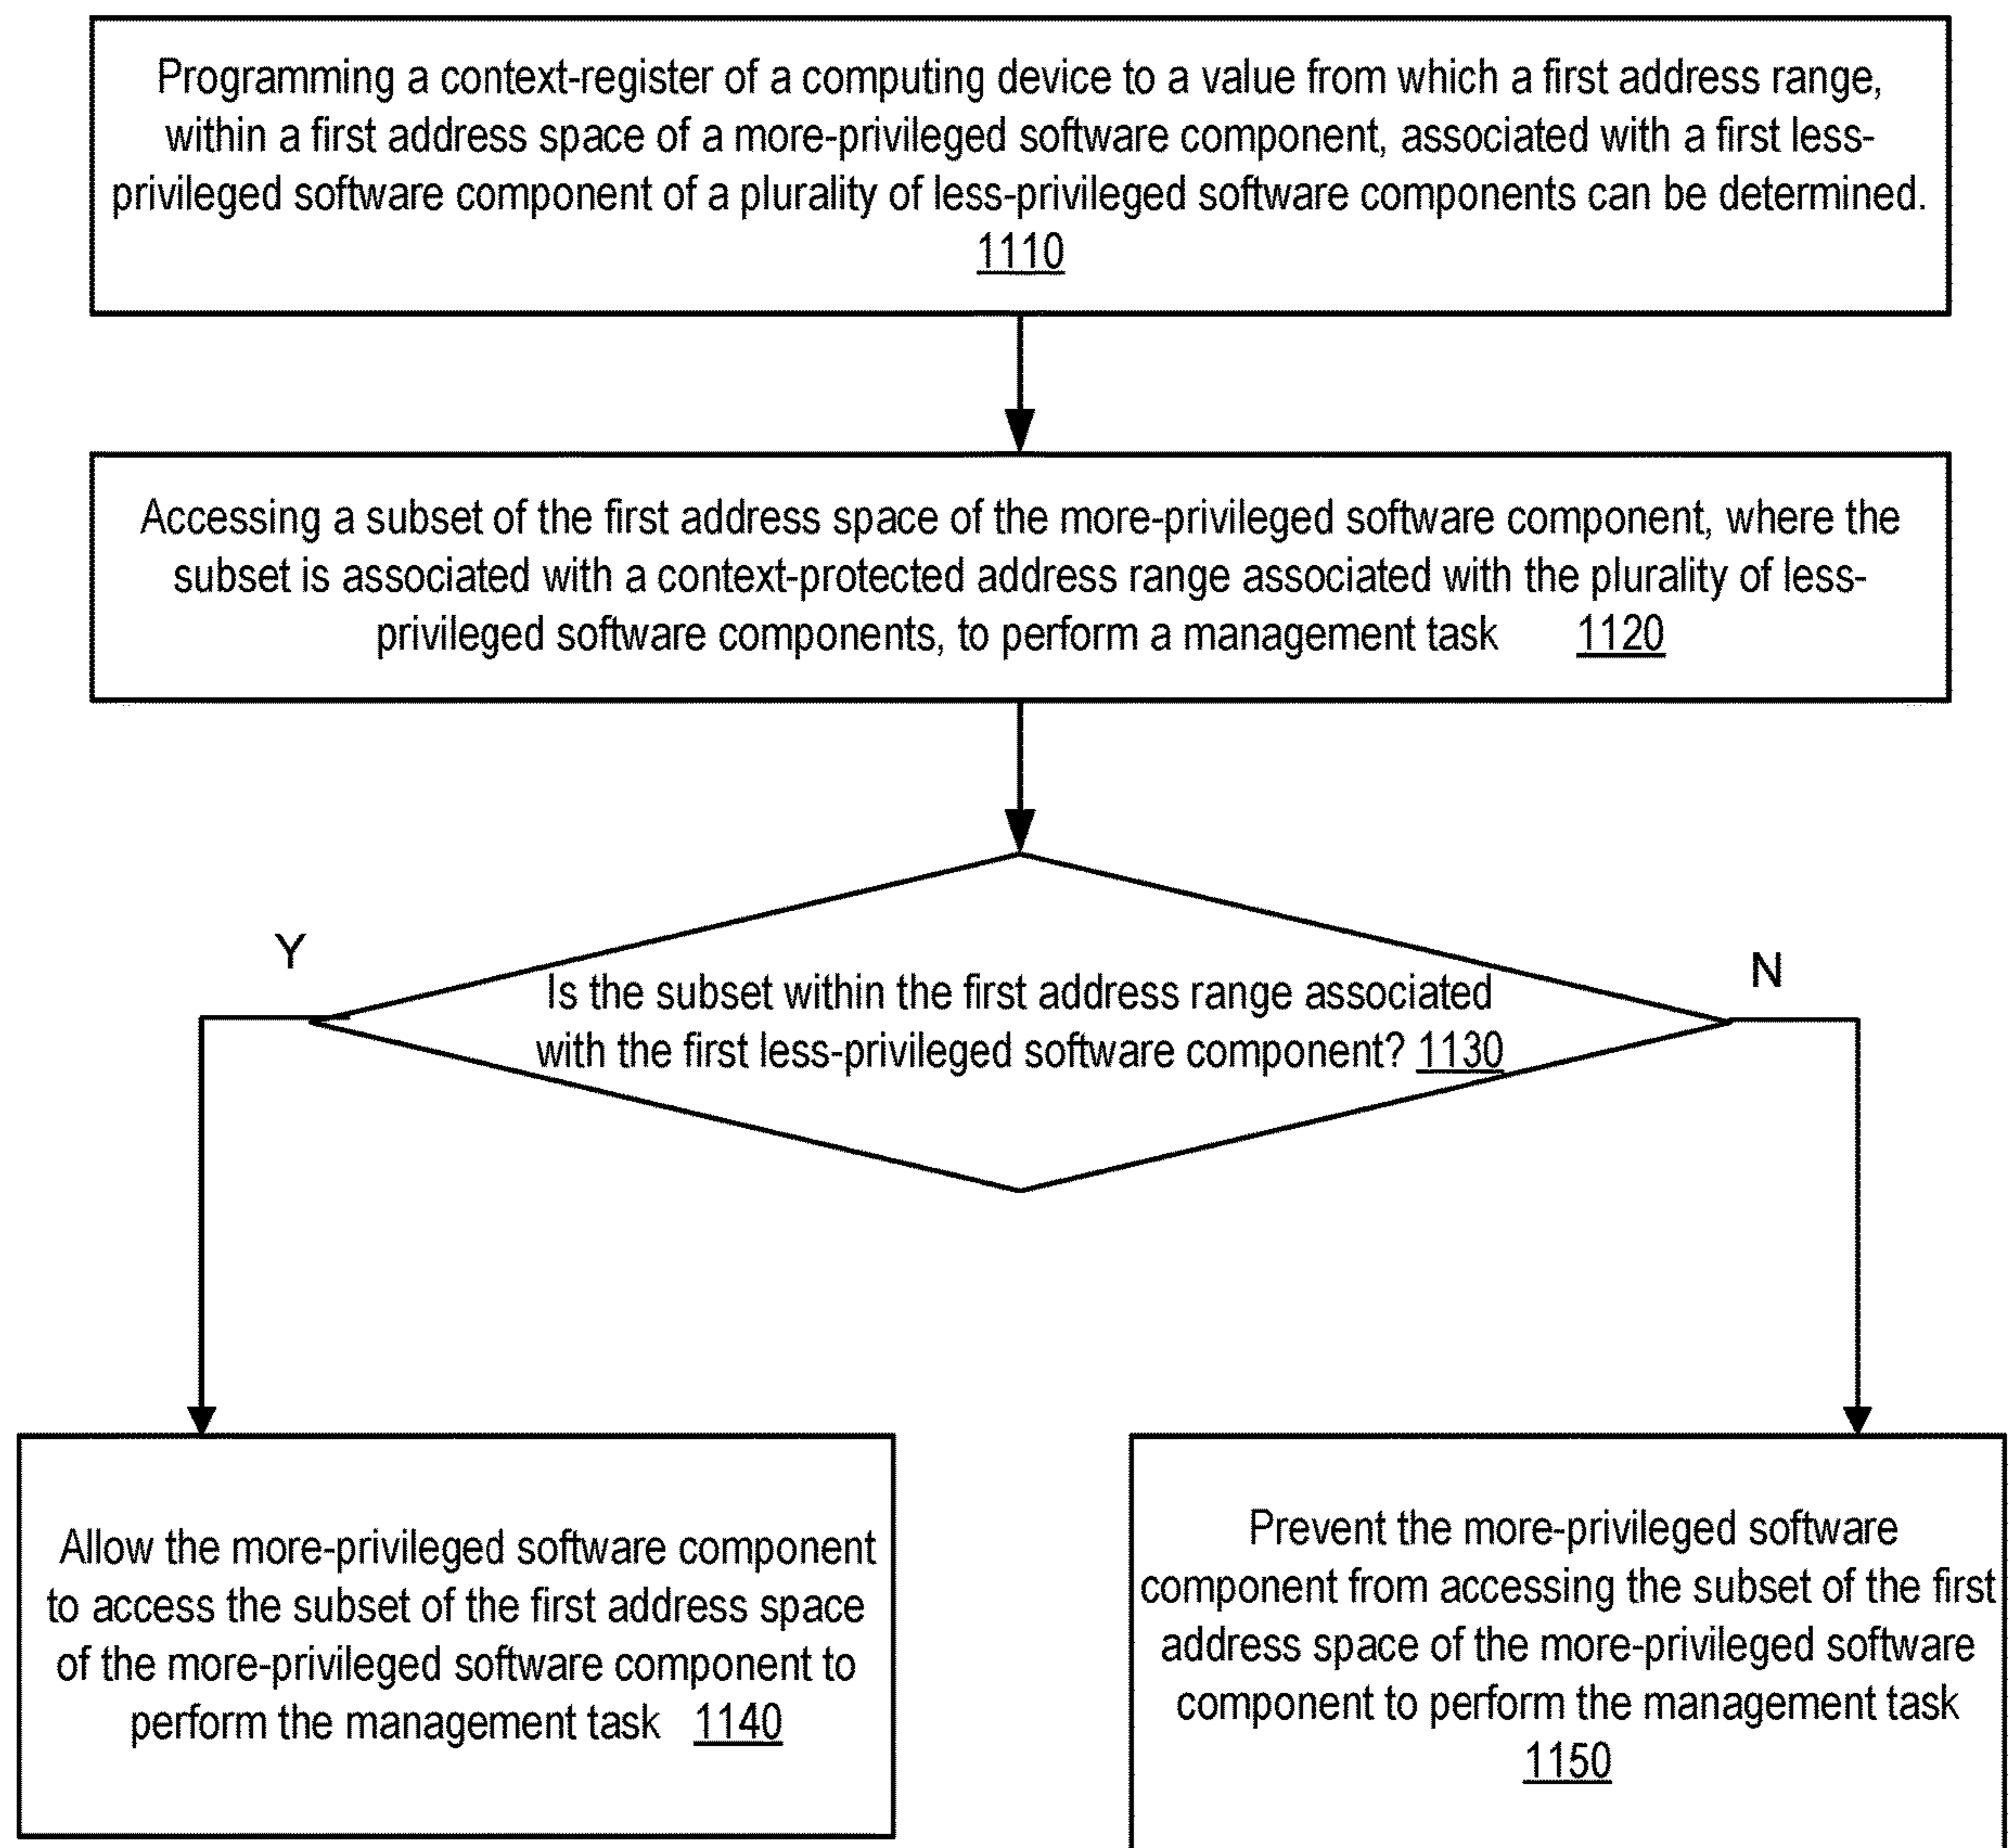 Programming a context-register of a computing device to a value from which a first address range,
within a first address space of a more-privileged software component, associated with a first less-
privileged software component of a plurality of less-privileged software components can be determined.
1110
Accessing a subset of the first address space of the more-privileged software component, where the
subset is associated with a context-protected address range associated with the plurality of less-
privileged software components, to perform a management task 1120
Y
N
Is the subset within the first address range associated
with the first less-privileged software component? 1130
Allow the more-privileged software component
to access the subset of the first address space
of the more-privileged software component to
perform the management task 1140
Prevent the more-privileged software
component from accessing the subset of the first
address space of the more-privileged software
component to perform the management task
1150